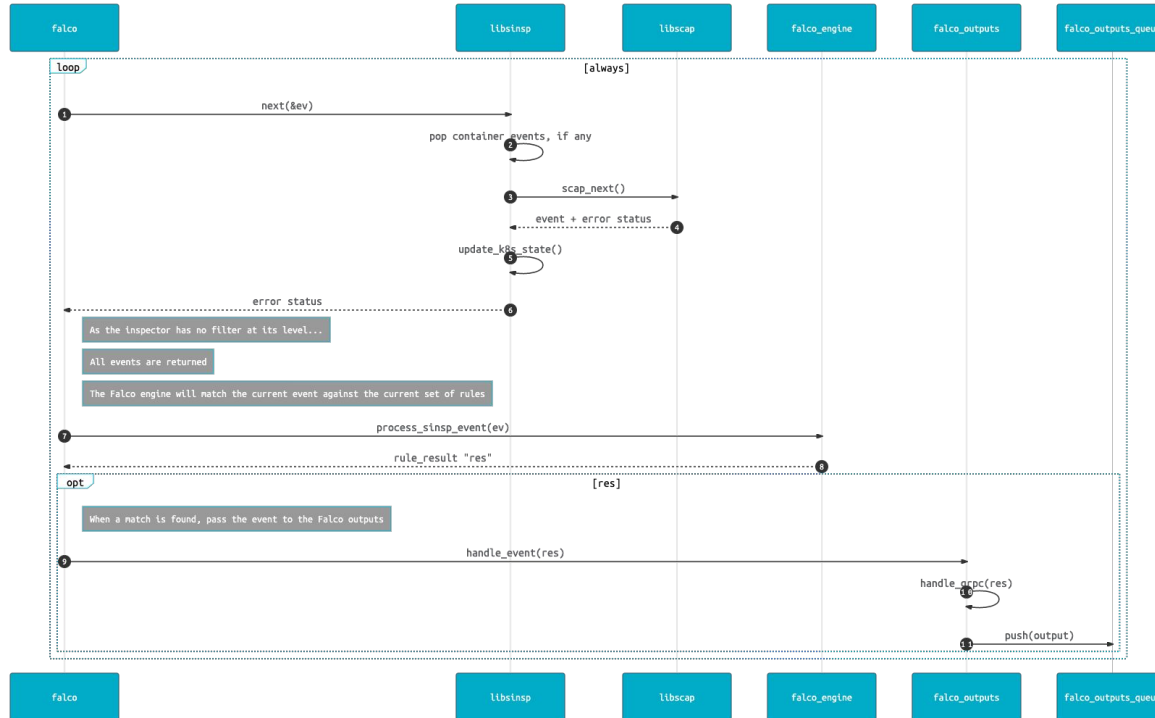 falco
libsinsp
libscap
falco_engine
falco_outputs
falco_outputs_queu
loop
[always]
1
next(&ev)
pop container events, if any
2
3
scap_next()
event + error status
4
update_k8s_state()
5
error status
6
As the inspector has no filter at its level...
All events are returned
The Falco engine will match the current event against the current set of rules
7
process_sinsp_event(ev)
rule_result "res"
8
opt
[res]
When a match is found, pass the event to the Falco outputs
9
handle_event(res)
handle_grpc(res)
10
11
push(output)
falco
libsinsp
libscap
falco_engine
falco_outputs
falco_outputs_queu